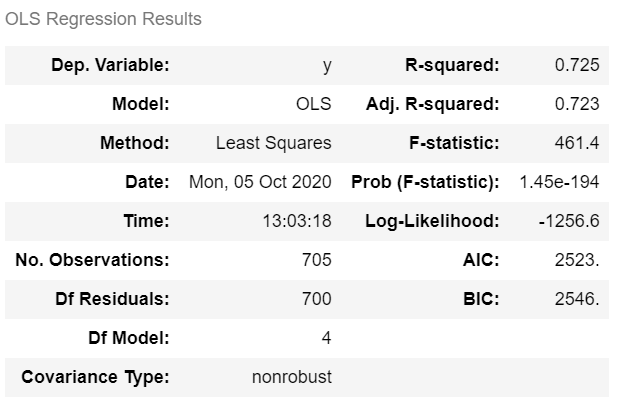 OLS Regression Results
Dep. Variable: y R-squared: 0.725
Model: OLS Adj. R-squared: 0.723
Method: Least Squares F-statistic: 461.4
Date: Mon, 05 Oct 2020 Prob (F-statistic): 1.45e-194
Time: 13:03:18 Log-Likelihood: -1256.6
No. Observations: 705 AIC: 2523.
Df Residuals: 700 BIC: 2546.
Df Model: 4
Covariance Type: nonrobust